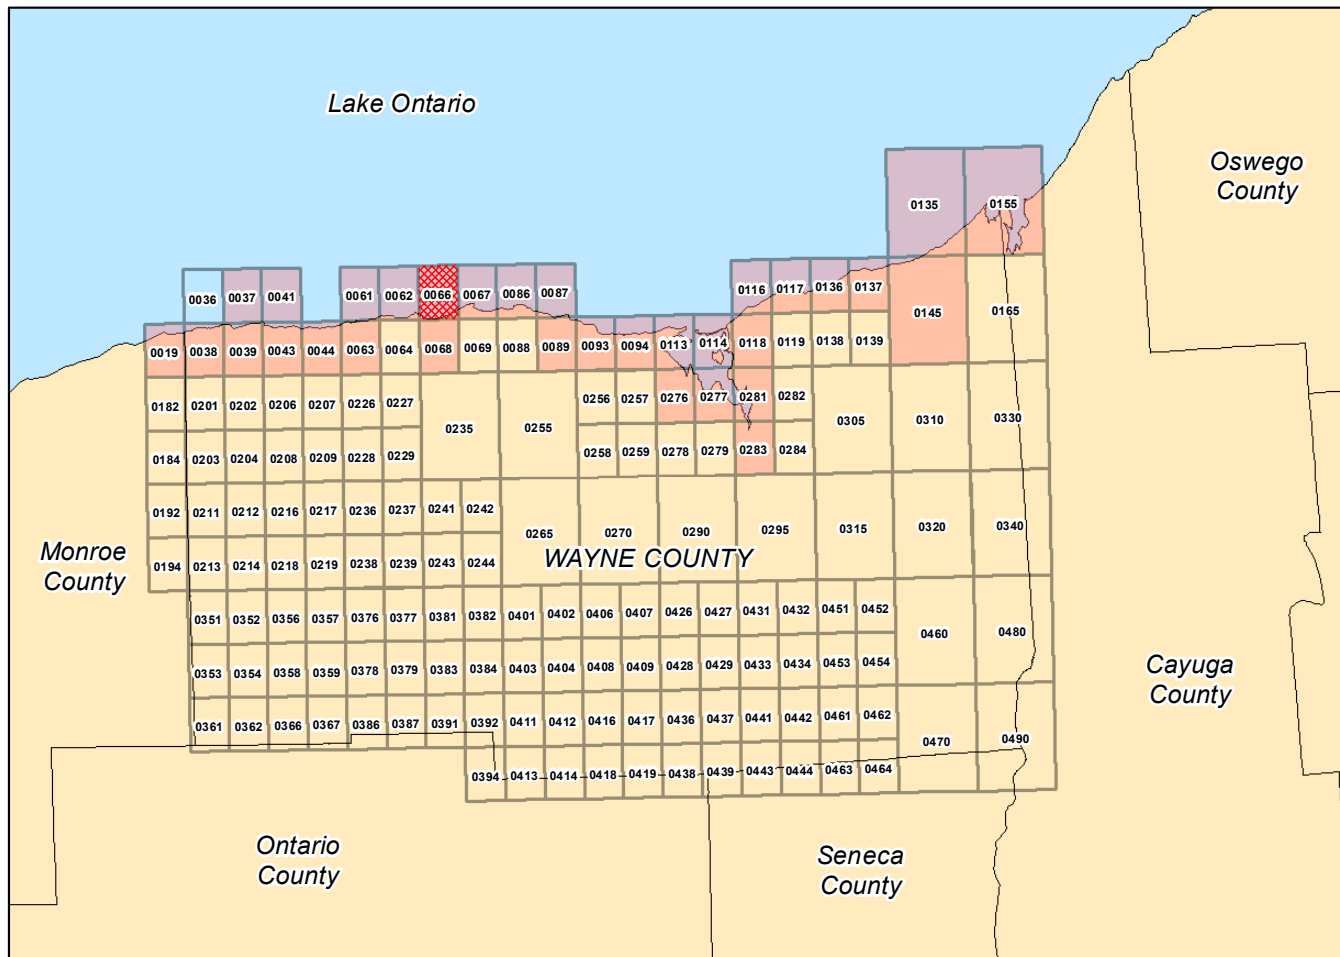 Lake Ontario
Oswego
County
0135 0155
0036 0037 0041 0061 0062 0066 0067 0086 0087 0116 0117 0136 0137
0145 0165
0019 0038 0039 0043 0044 0063 0064 0068 0069 0088 0089 0093 0094 0113 0114 0118 0119 0138 0139
0182 0201 0202 0206 0207 0226 0227 0256 0257 0276 0277 0281 0282
0235 0255 0305 0310 0330
0184 0203 0204 0208 0209 0228 0229 0258 0259 0278 0279 0283 0284
0192 0211 0212 0216 0217 0236 0237 0241 0242
0265 0270 0290 0295 0315 0320 0340
Monroe
County
WAYNE COUNTY
0194 0213 0214 0218 0219 0238 0239 0243 0244
0351 0352 0356 0357 0376 0377 0381 0382 0401 0402 0406 0407 0426 0427 0431 0432 0451 0452
0460 0480
0353 0354 0358 0359 0378 0379 0383 0384 0403 0404 0408 0409 0428 0429 0433 0434 0453 0454
Cayuga
County
0361 0362 0366 0367 0386 0387 0391 0392 0411 0412 0416 0417 0436 0437 0441 0442 0461 0462
0470 0490
0394 0413 0414 0418 0419 0438 0439 0443 0444 0463 0464
Ontario
County
Seneca
County